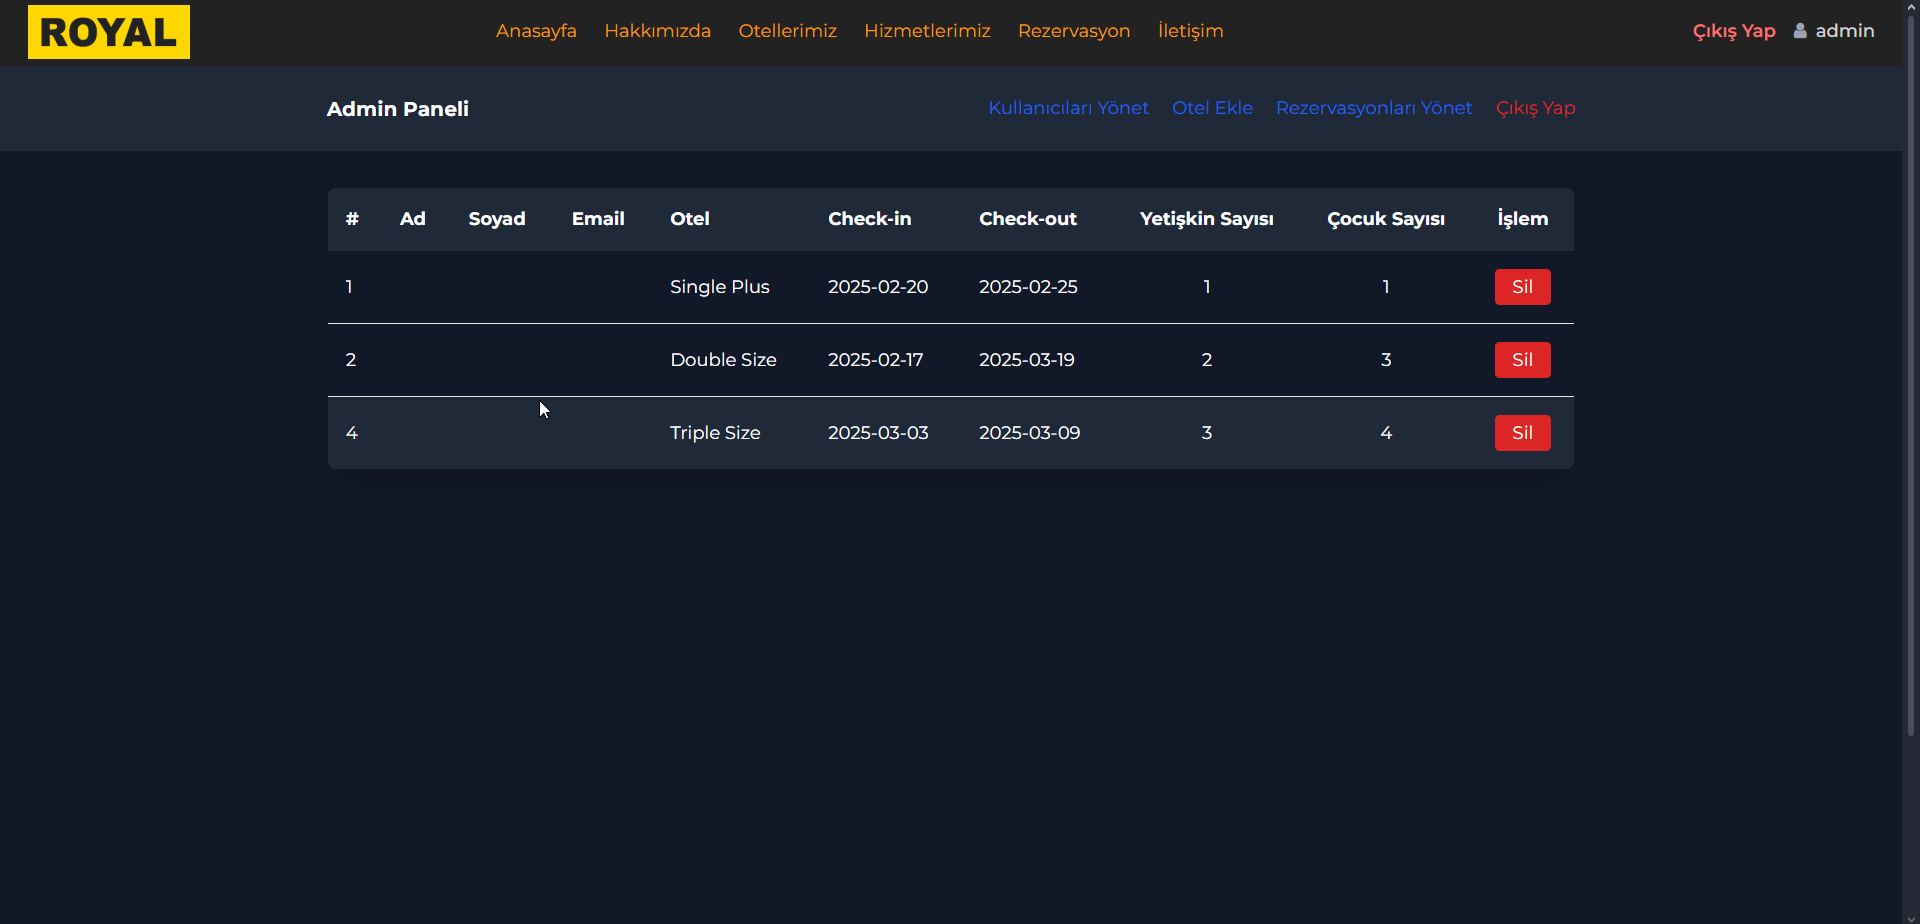 ROYAL
Anasayfa Hakkımızda Otellerimiz Hizmetlerimiz Rezervasyon İletişim
Çıkış Yap admin
Admin Paneli
Kullanıcıları Yönet Otel Ekle Rezervasyonları Yönet Çıkış Yap
# Ad Soyad Email Otel Check-in Check-out Yetişkin Sayısı Çocuk Sayısı İşlem
1 Single Plus 2025-02-20 2025-02-25 1 1 Sil
2 Double Size 2025-02-17 2025-03-19 2 3 Sil
4 Triple Size 2025-03-03 2025-03-09 3 4 Sil